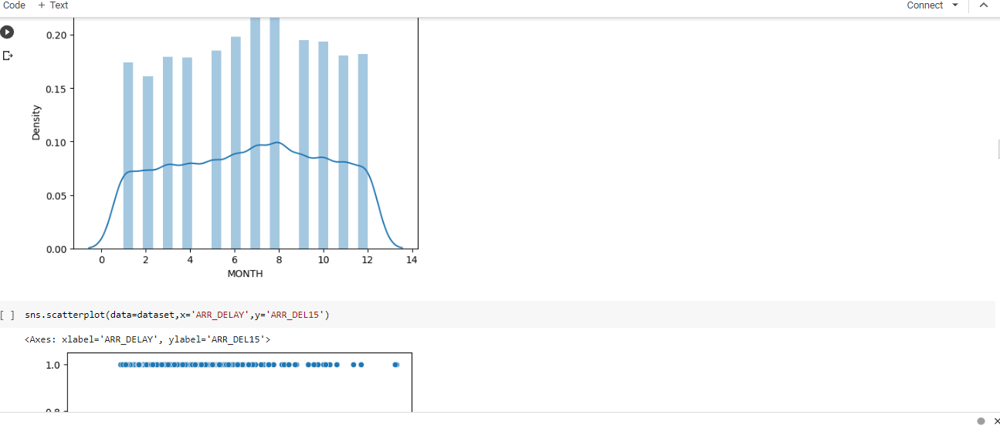 Code + Text Connect
0.20
0.15
0.10
0.05
0.00
Density
0 2 4 6 8 10 12 14
MONTH
[ ] sns.scatterplot(data=dataset,x='ARR_DELAY',y='ARR_DEL15')
<Axes: xlabel='ARR_DELAY', ylabel='ARR_DEL15'>
1.0
0.8